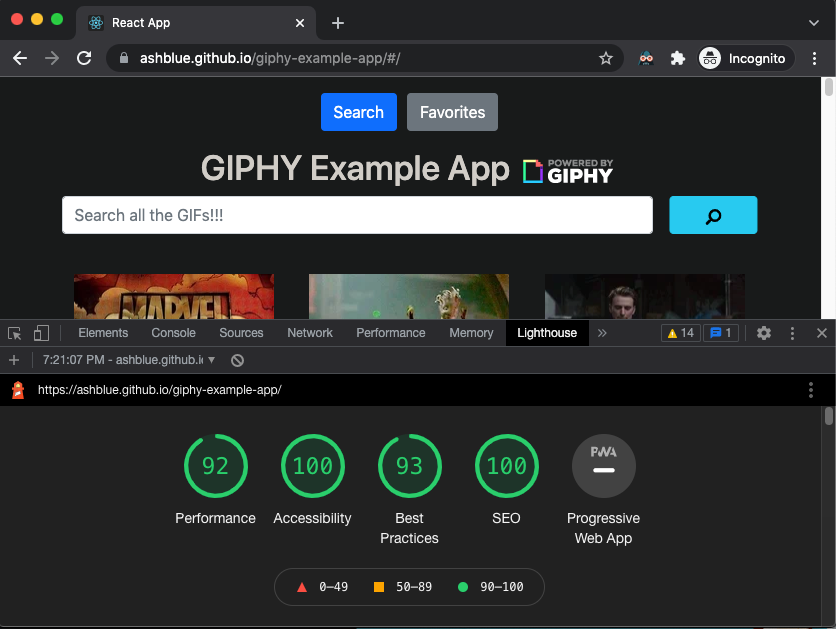 React App
ashblue.github.io/giphy-example-app/#/
Incognito
Search
Favorites
GIPHY Example App
POWERED BY
GIPHY
Search all the GIFs!!!
MARVEL
Elements
Console
Sources
Network
Performance
Memory
Lighthouse
14
1
7:21:07 PM - ashblue.github.i
https://ashblue.github.io/giphy-example-app/
92
100
93
100
PWA
Performance
Accessibility
Best
Practices
SEO
Progressive
Web App
0–49
50–89
90–100